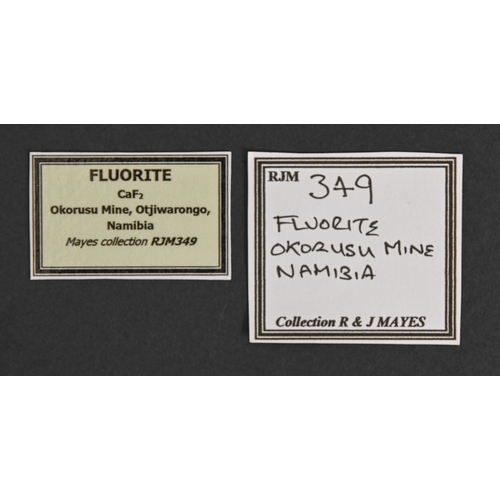 FLUORITE
CaF₂
Okorusu Mine, Otjiwarongo,
Namibia
Mayes collection RJM349
RJM 349
FLUORITE
OKORUSU MINE
NAMIBIA
Collection R & J MAYES